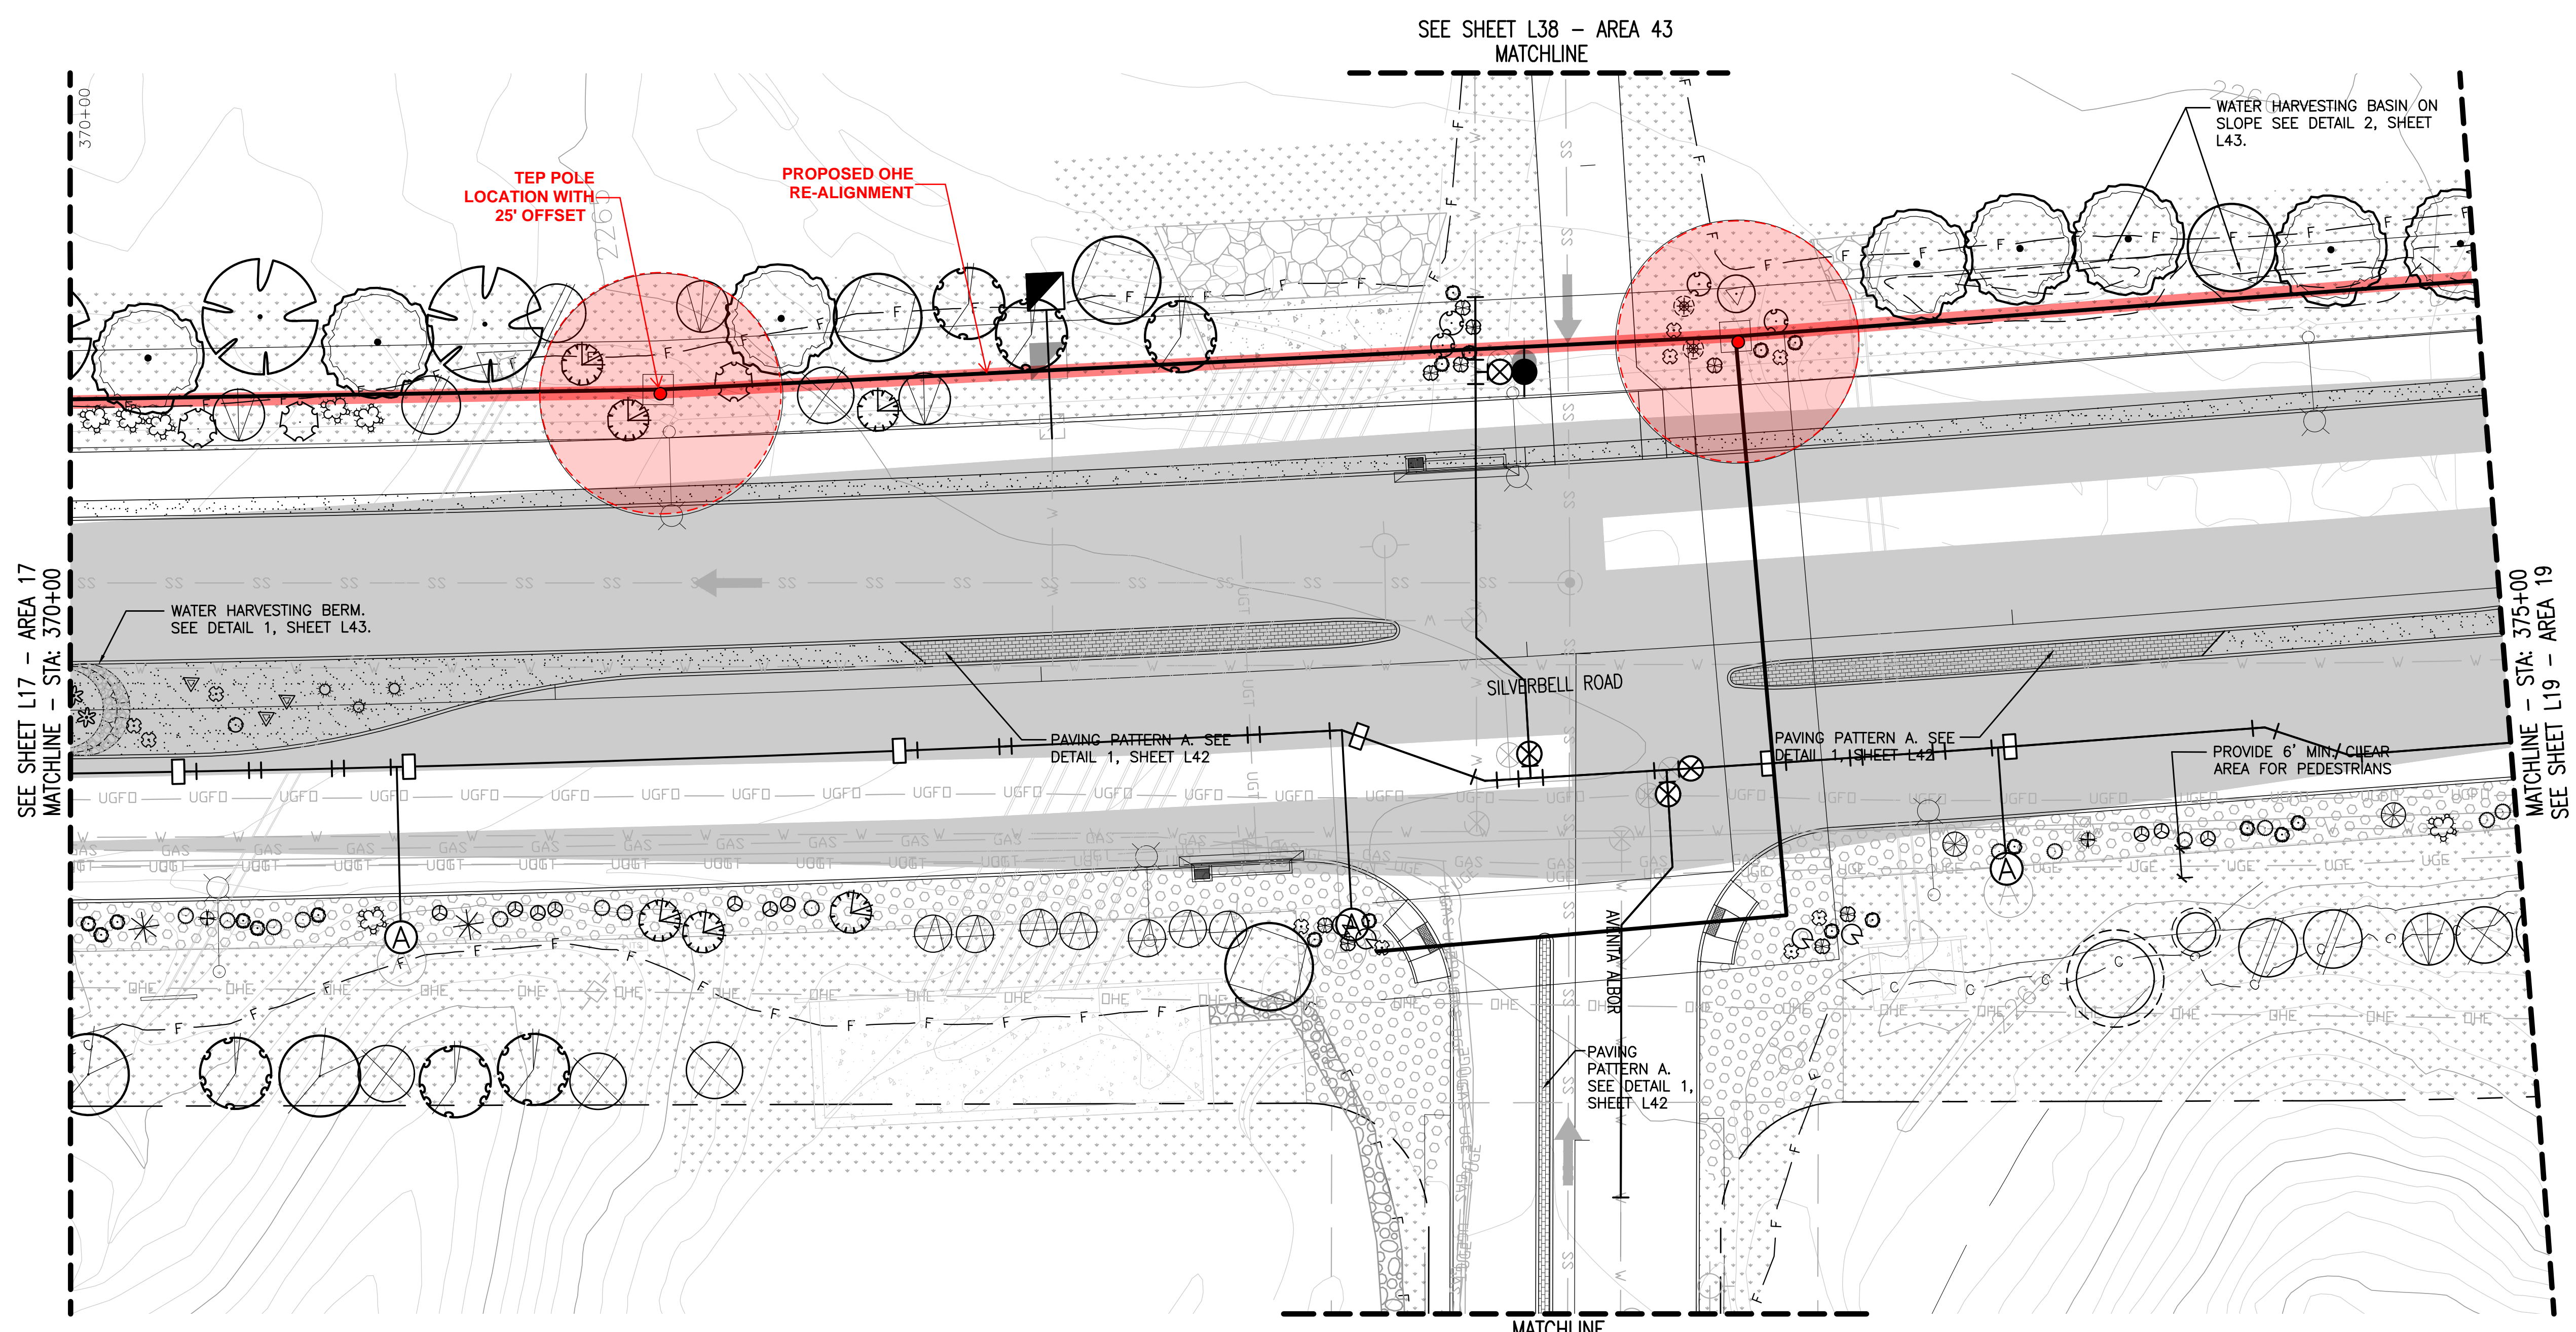 SEE SHEET L38 - AREA 43
MATCHLINE
370+00
2260
WATER HARVESTING BASIN ON
SLOPE SEE DETAIL 2, SHEET
L43.
TEP POLE
LOCATION WITH
25' OFFSET
2265
PROPOSED OHE
RE-ALIGNMENT
SEE SHEET L17 - AREA 17
MATCHLINE - STA: 370+00
WATER HARVESTING BERM.
SEE DETAIL 1, SHEET L43.
SILVERBELL ROAD
PAVING PATTERN A. SEE
DETAIL 1, SHEET L42
PAVING PATTERN A. SEE
DETAIL 1, SHEET L42
PROVIDE 6' MIN. CLEAR
AREA FOR PEDESTRIANS
MATCHLINE - STA: 375+00
SEE SHEET L19 - AREA 19
AVENIDA ALBOR
PAVING
PATTERN A.
SEE DETAIL 1,
SHEET L42
MATCHLINE